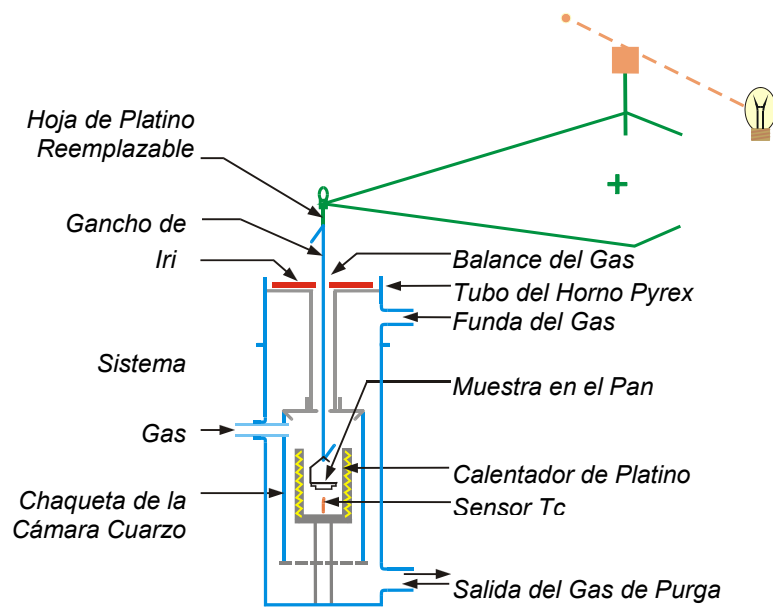 Hoja de Platino
Reemplazable
Gancho de
Iri
Balance del Gas
Tubo del Horno Pyrex
Funda del Gas
Sistema
Muestra en el Pan
Gas
Calentador de Platino
Chaqueta de la
Cámara Cuarzo
Sensor Tc
Salida del Gas de Purga